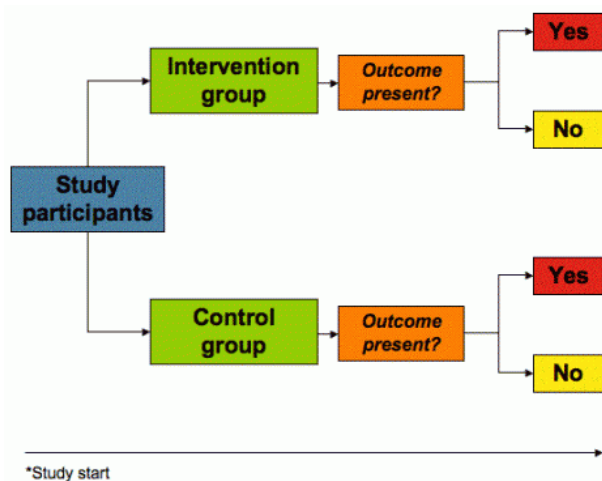 Intervention
group
Outcome
present?
Yes
No
Study
participants
Control
group
Outcome
present?
Yes
No
*Study start